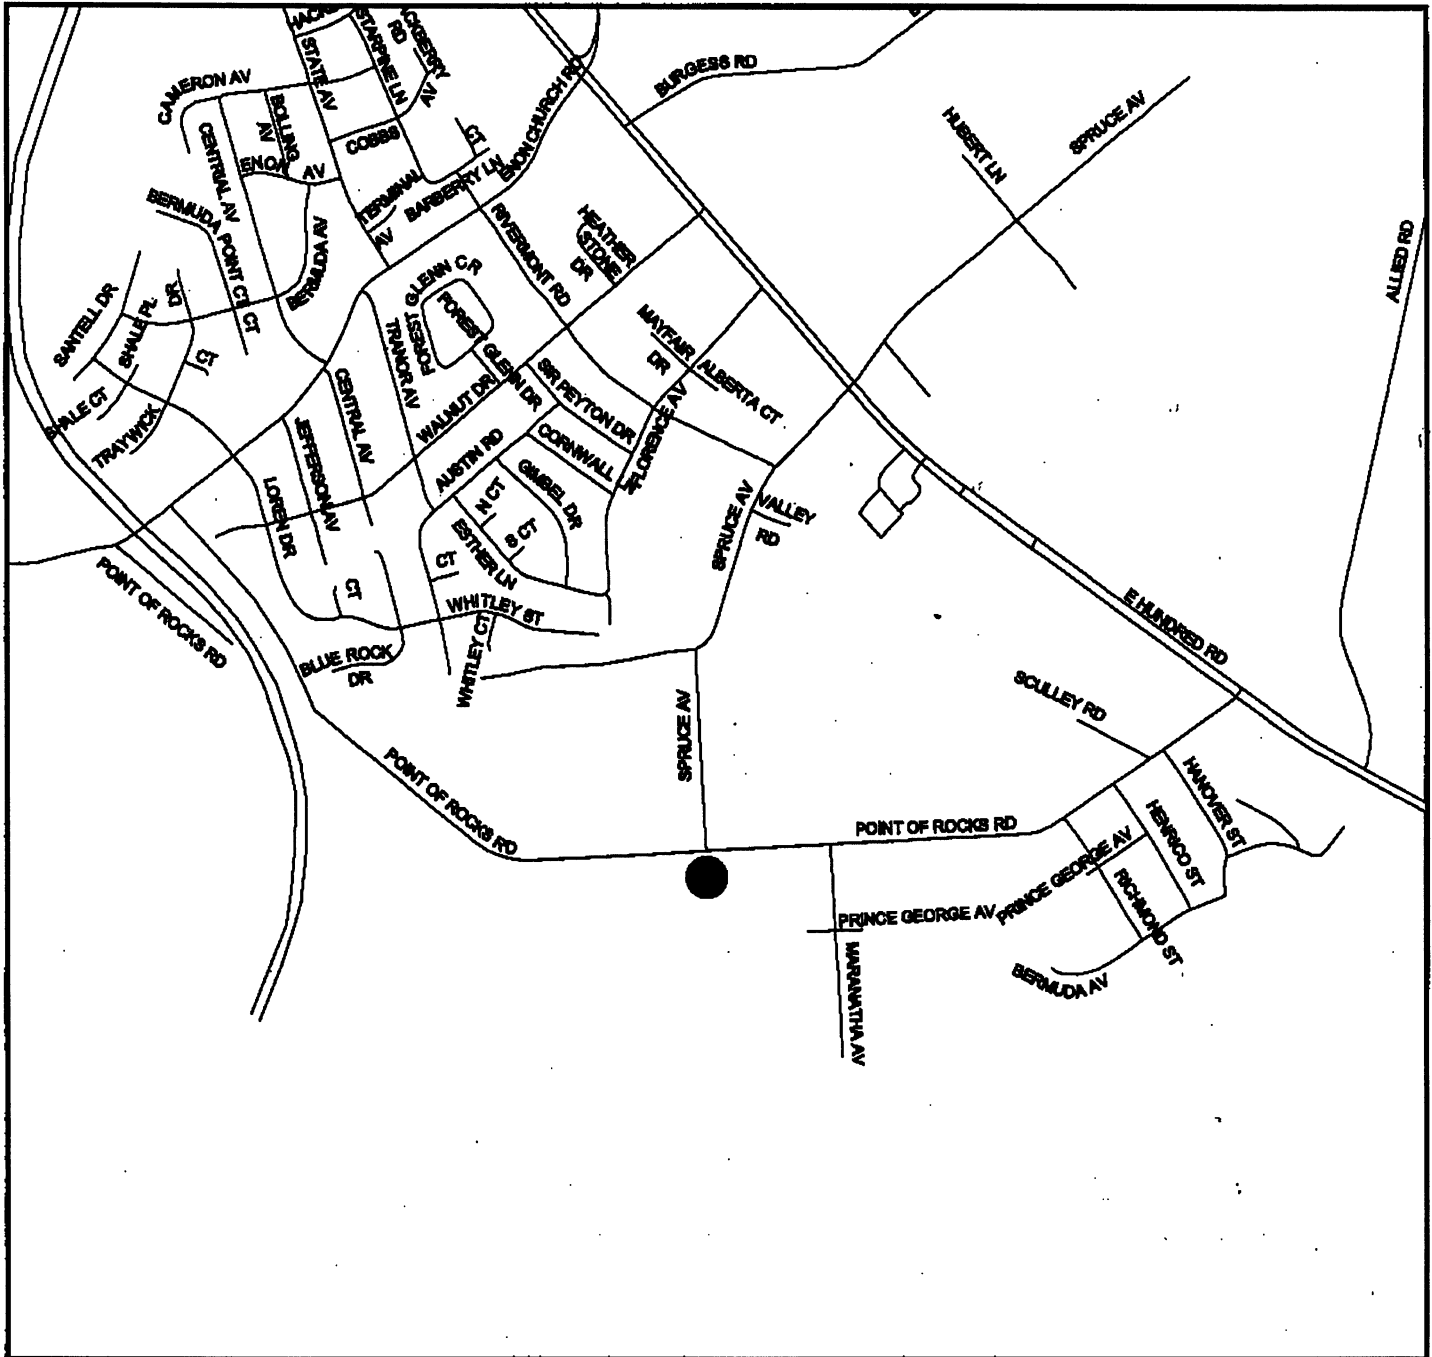 STATE AV
STARPINE LN
RD
AV
CAMERON AV
BOLLING
AV
CENTRAL AV
COBBS
CT
ENON CHURCH RD
BURGESS RD
HUBERT LN
SPRUCE AV
ALLIED RD
AV
TERMINAL
AV
BARBERRY LN
BERMUDA POINT CT
CT
BERMUDA AV
RIVERMONT RD
HEATHER
STONE
DR
SANTELL DR
SHALE PL
DR
CT
SHALE CT
TRAYWICK
FOREST GLENN CR
FOREST GLENN DR
TRANOR AV
WALNUT DR
CENTRAL AV
JEFFERSON AV
LOREN DR
SIR PEYTON DR
MAYFAIR
DR
ALBERTA CT
N FLORENCE AV
AUSTIN RD
CORNWALL
GIMBEL DR
N CT
S CT
ESTHER LN
CT
CT
SPRUCE AV
VALLEY
RD
WHITLEY ST
WHITLEY CT
BLUE ROCK
DR
POINT OF ROCKS RD
E HUNDRED RD
SCULLEY RD
SPRUCE AV
POINT OF ROCKS RD
POINT OF ROCKS RD
HANOVER ST
HENRICO ST
PRINCE GEORGE AV
RICHMOND ST
PRINCE GEORGE AV
MARANATHA AV
BERMUDA AV